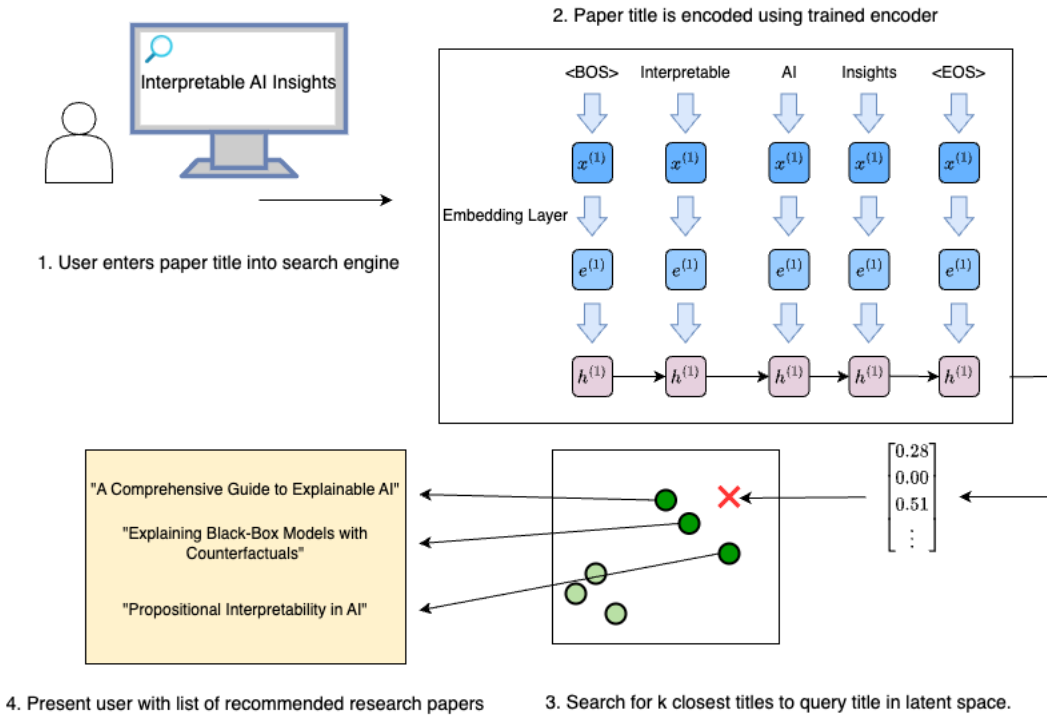 2. Paper title is encoded using trained encoder
Interpretable AI Insights
<BOS> Interpretable AI Insights <EOS>
x^{(1)} x^{(1)} x^{(1)} x^{(1)} x^{(1)}
Embedding Layer
e^{(1)} e^{(1)} e^{(1)} e^{(1)} e^{(1)}
h^{(1)} h^{(1)} h^{(1)} h^{(1)} h^{(1)}
1. User enters paper title into search engine
0.28
0.00
0.51
⋮
"A Comprehensive Guide to Explainable AI"
"Explaining Black-Box Models with
Counterfactuals"
"Propositional Interpretability in AI"
4. Present user with list of recommended research papers
3. Search for k closest titles to query title in latent space.